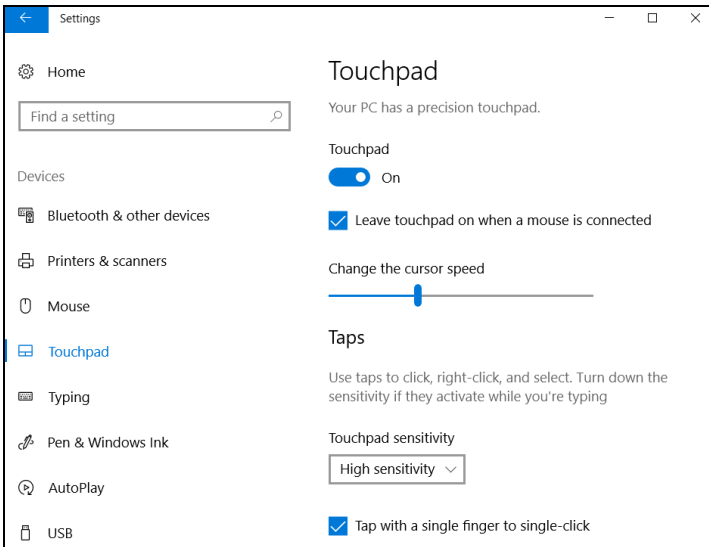 Settings
Home
Find a setting
Devices
Bluetooth & other devices
Printers & scanners
Mouse
Touchpad
Typing
Pen & Windows Ink
AutoPlay
USB
Touchpad
Your PC has a precision touchpad.
Touchpad
On
Leave touchpad on when a mouse is connected
Change the cursor speed
Taps
Use taps to click, right-click, and select. Turn down the
sensitivity if they activate while you're typing
Touchpad sensitivity
High sensitivity
Tap with a single finger to single-click